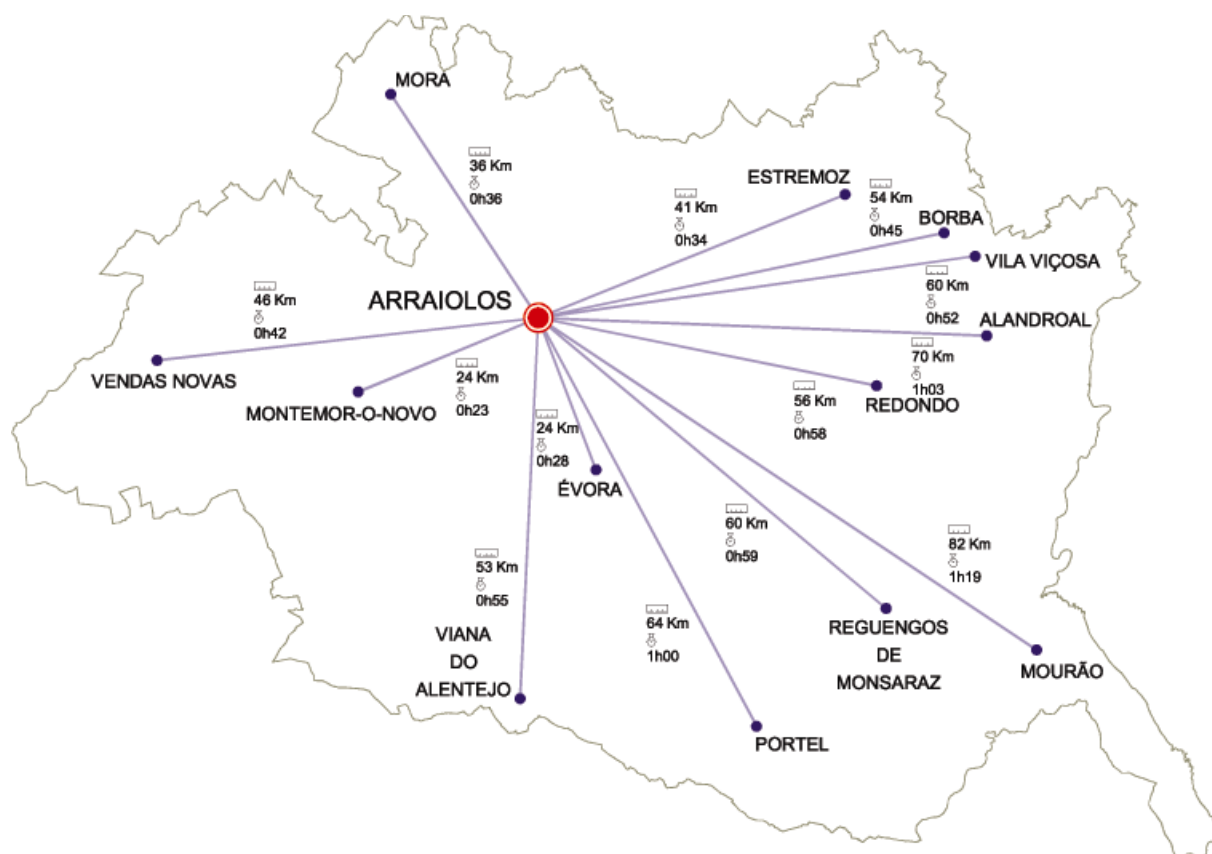 MORA
36 Km
0h36
ESTREMOZ
41 Km
0h34
54 Km
0h45
BORBA
VILA VIÇOSA
60 Km
0h52
ARRAIOLOS
46 Km
0h42
VENDAS NOVAS
24 Km
0h23
MONTEMOR-O-NOVO
ALANDROAL
70 Km
1h03
REDONDO
56 Km
0h58
24 Km
0h28
ÉVORA
60 Km
0h59
82 Km
1h19
53 Km
0h55
VIANA
DO
ALENTEJO
64 Km
1h00
REGUENGOS
DE
MONSARAZ
MOURÃO
PORTEL